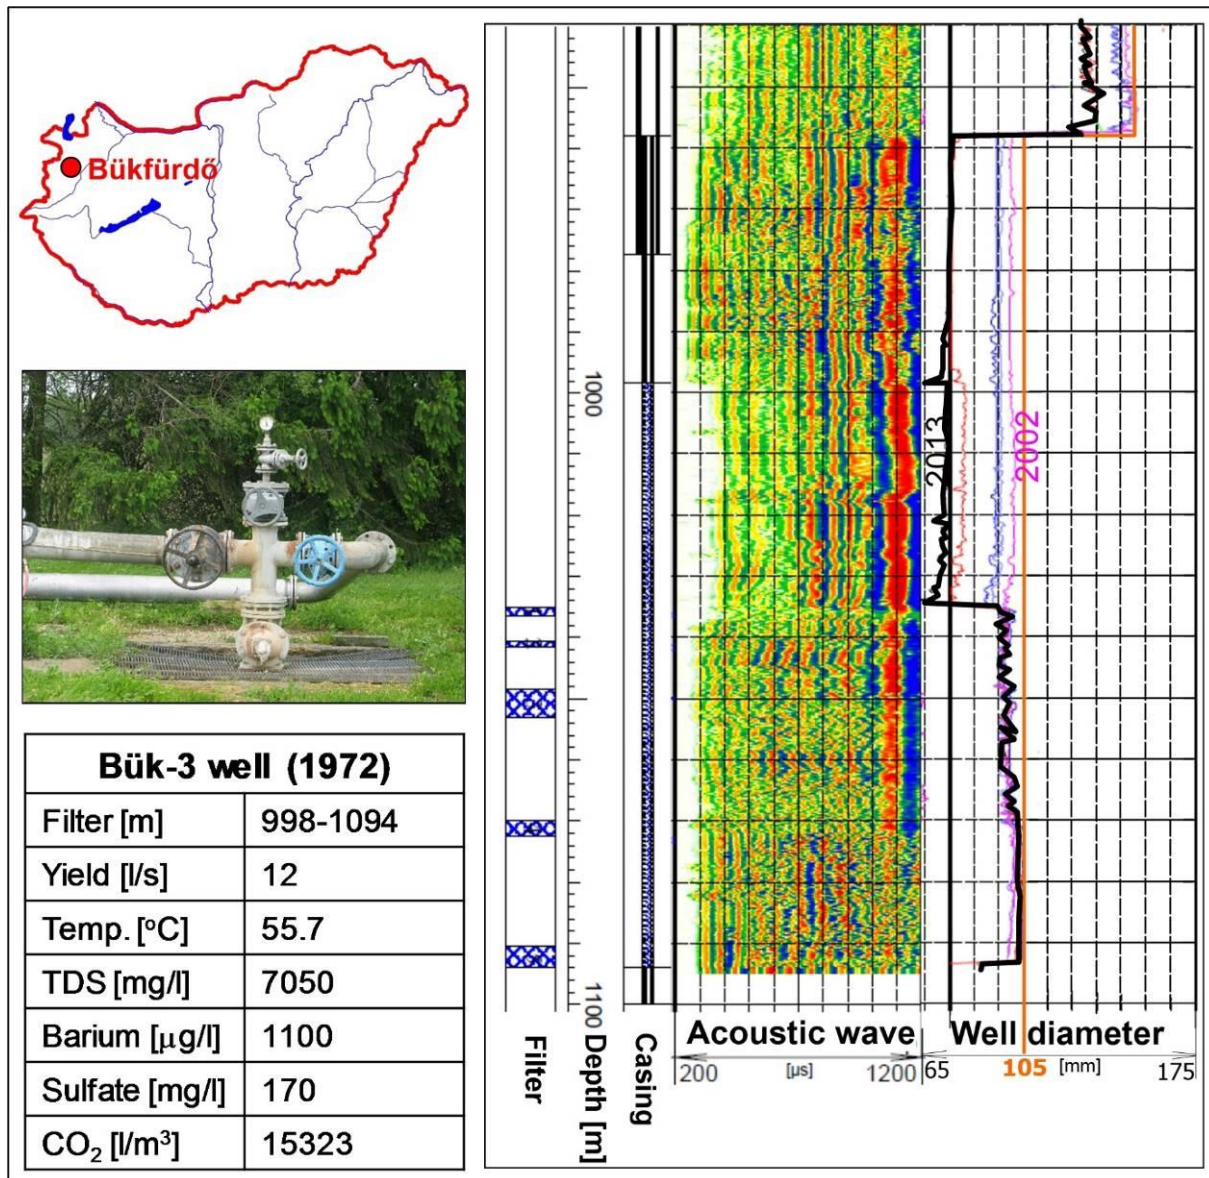 Bükfürdő
Bük-3 well (1972)
Filter [m] 998-1094
Yield [l/s] 12
Temp. [°C] 55.7
TDS [mg/l] 7050
Barium [µg/l] 1100
Sulfate [mg/l] 170
CO₂ [l/m³] 15323
1000
2013
2002
1100
Filter
Depth [m]
Casing
Acoustic wave
Well diameter
200 [µs] 1200
65 105 [mm] 175